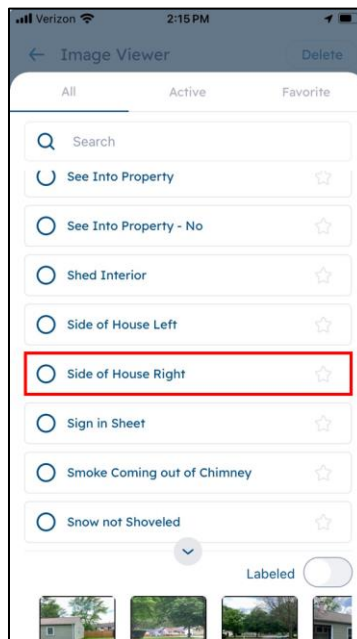 Verizon 2:15 PM
Image Viewer Delete
All Active Favorite
Search
See Into Property
See Into Property - No
Shed Interior
Side of House Left
Side of House Right
Sign in Sheet
Smoke Coming out of Chimney
Snow not Shoveled
Labeled